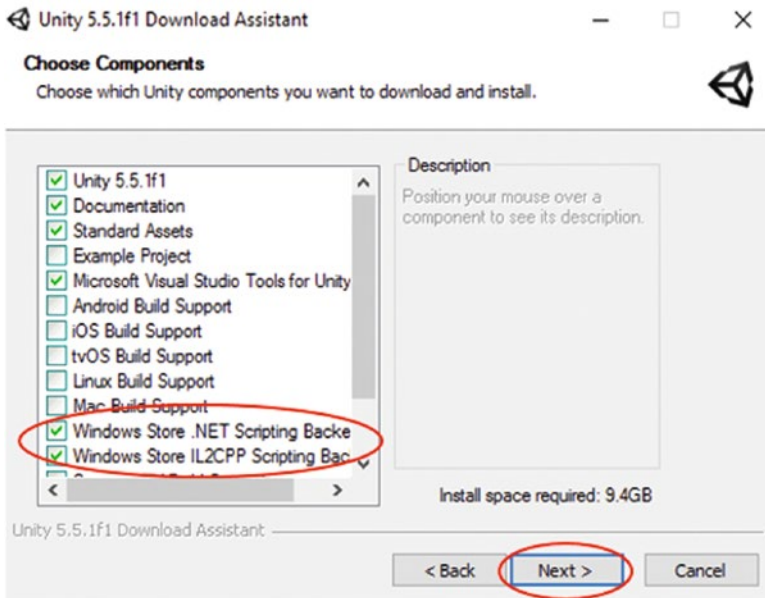 Unity 5.5.1f1 Download Assistant
Choose Components
Choose which Unity components you want to download and install.
Unity 5.5.1f1
Documentation
Standard Assets
Example Project
Microsoft Visual Studio Tools for Unity
Android Build Support
iOS Build Support
tvOS Build Support
Linux Build Support
Mac Build Support
Windows Store .NET Scripting Backe
Windows Store IL2CPP Scripting Bac
Description
Position your mouse over a
component to see its description.
Install space required: 9.4GB
Unity 5.5.1f1 Download Assistant
< Back
Next >
Cancel